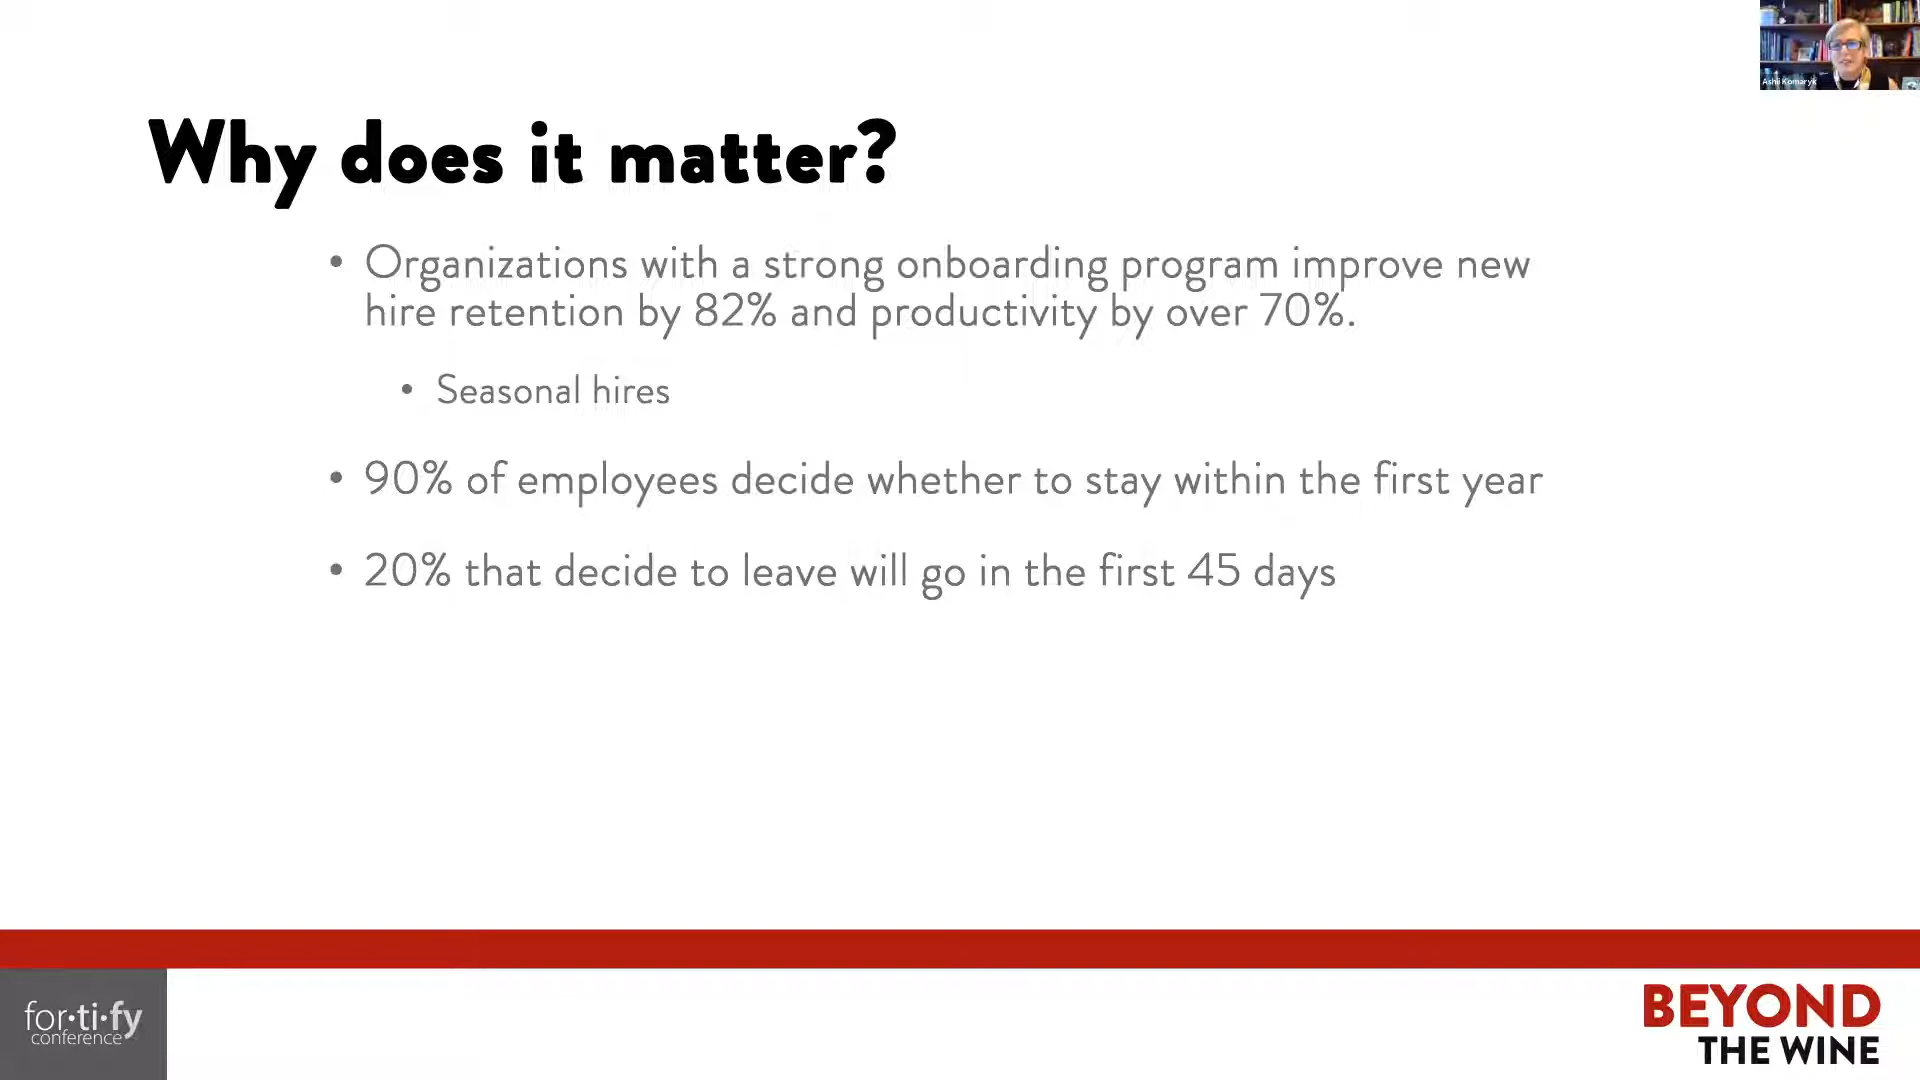 Ashli Komaryk
Why does it matter?
• Organizations with a strong onboarding program improve new
hire retention by 82% and productivity by over 70%.
• Seasonal hires
• 90% of employees decide whether to stay within the first year
• 20% that decide to leave will go in the first 45 days
for·ti·fy
conference
BEYOND
THE WINE